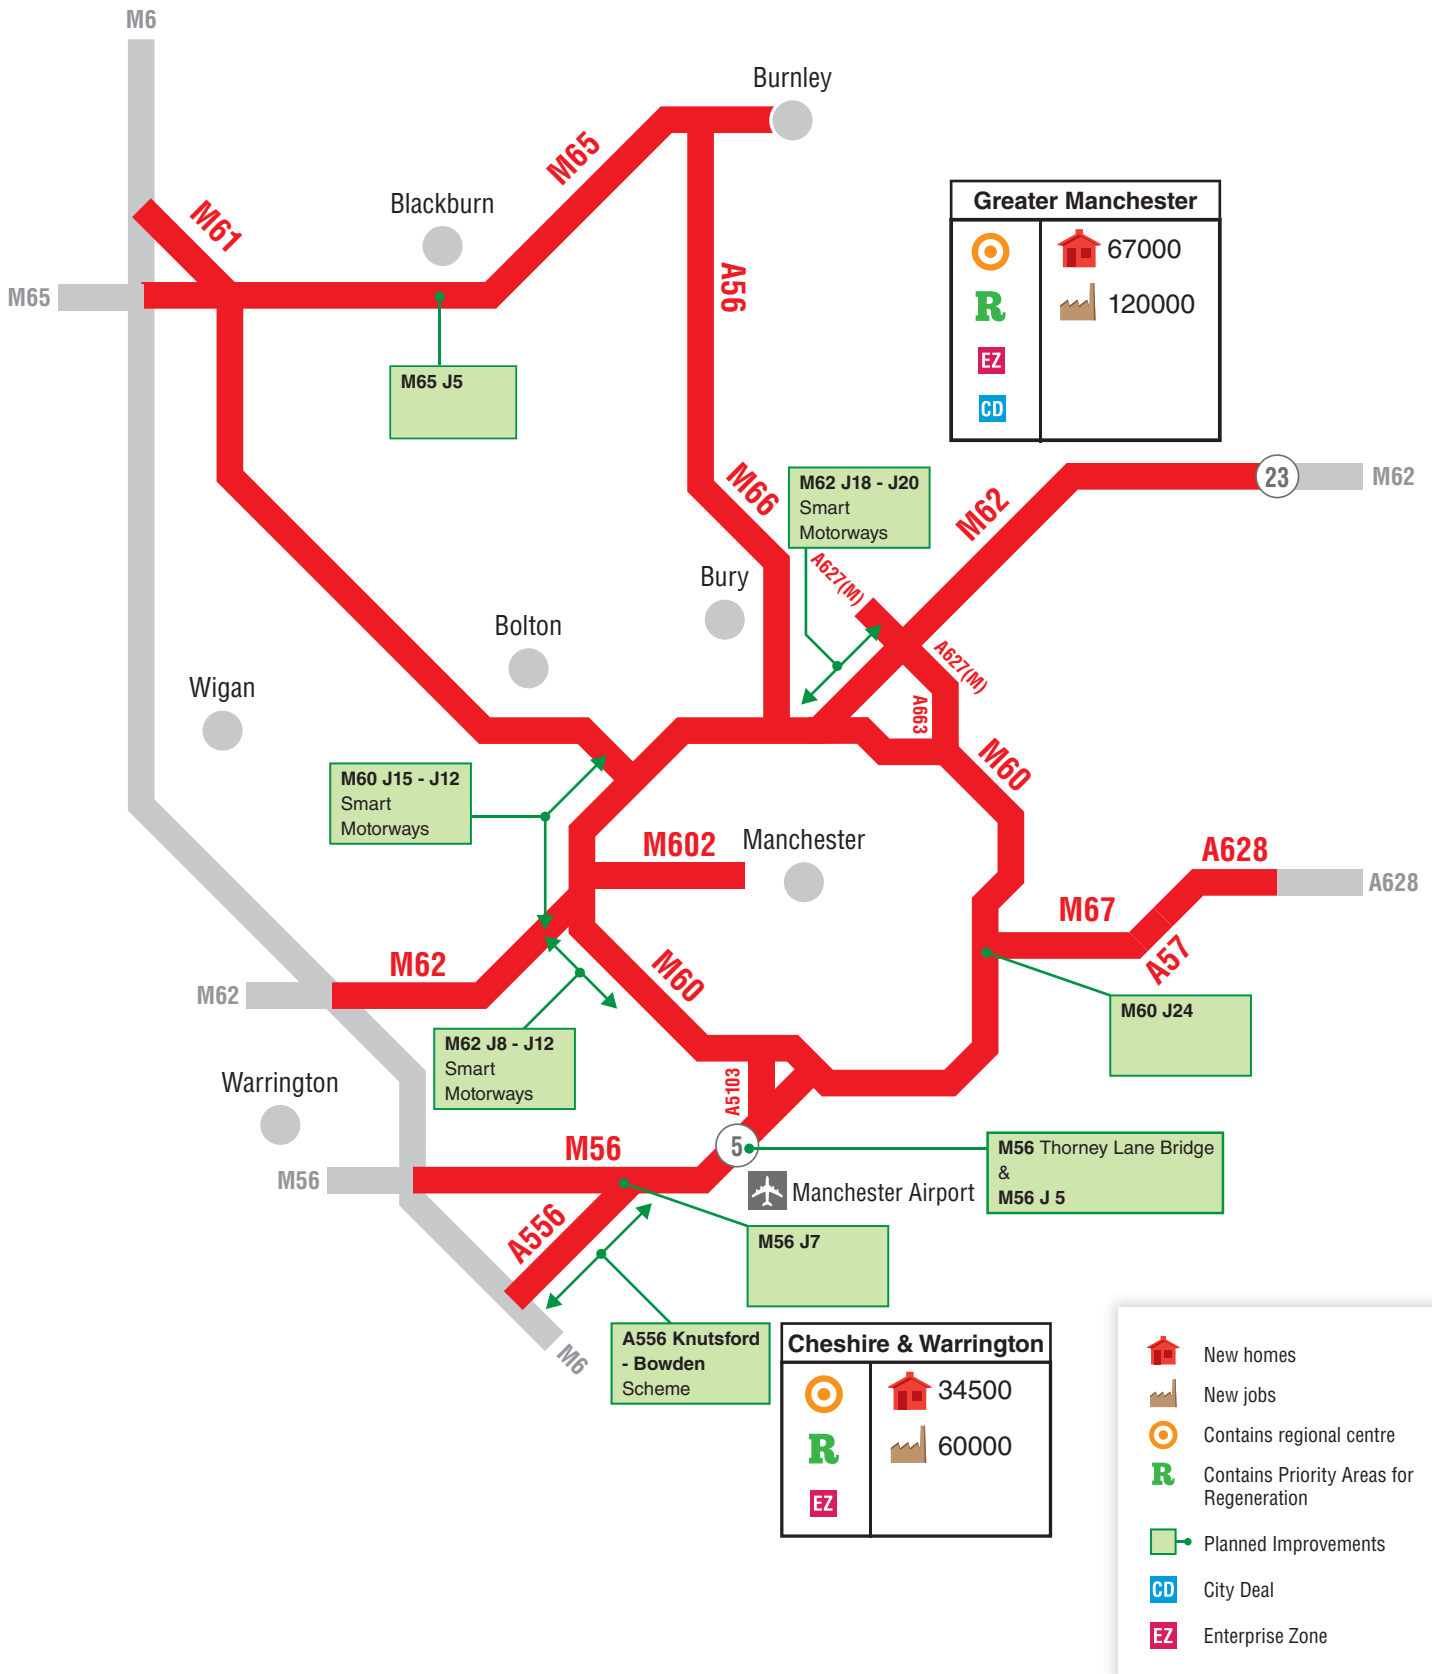 M6
Burnley
M65
Blackburn
M61
M65
A56
Greater Manchester
67000
R
120000
EZ
CD
M65 J5
M66
M62 J18 - J20
Smart
Motorways
M62
23
M62
A627(M)
Bury
Bolton
A627(M)
Wigan
A663
M60
M60 J15 - J12
Smart
Motorways
M602
Manchester
A628
A628
M67
A57
M62
M62
M60
M60 J24
M62 J8 - J12
Smart
Motorways
Warrington
A5103
5
M56 Thorney Lane Bridge
&
M56 J 5
M56
M56
Manchester Airport
A556
M56 J7
M6
A556 Knutsford
- Bowden
Scheme
Cheshire & Warrington
34500
R
60000
EZ
New homes
New jobs
Contains regional centre
R
Contains Priority Areas for
Regeneration
Planned Improvements
CD
City Deal
EZ
Enterprise Zone